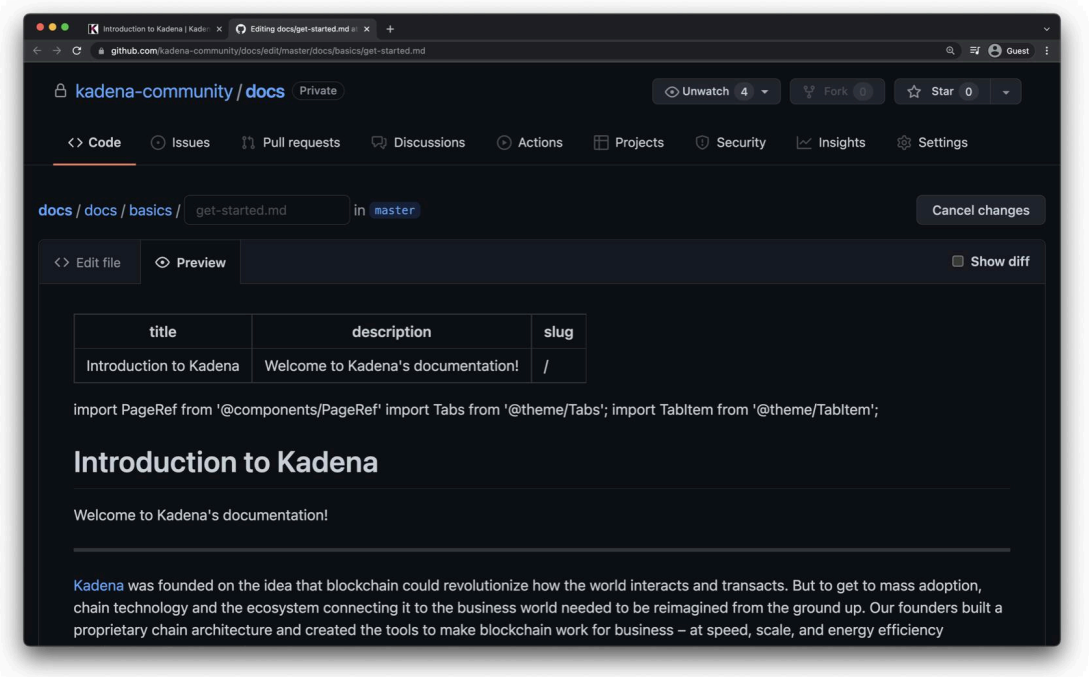 Introduction to Kadena | Kaden
Editing docs/get-started.md a
github.com/kadena-community/docs/edit/master/docs/basics/get-started.md
Guest
kadena-community / docs Private
Unwatch 4
Fork 0
Star 0
Code
Issues
Pull requests
Discussions
Actions
Projects
Security
Insights
Settings
docs / docs / basics / get-started.md in master
Cancel changes
Edit file
Preview
Show diff
title description slug
Introduction to Kadena Welcome to Kadena's documentation! /
import PageRef from '@components/PageRef' import Tabs from '@theme/Tabs'; import TabItem from '@theme/TabItem';
Introduction to Kadena
Welcome to Kadena's documentation!
Kadena was founded on the idea that blockchain could revolutionize how the world interacts and transacts. But to get to mass adoption,
chain technology and the ecosystem connecting it to the business world needed to be reimagined from the ground up. Our founders built a
proprietary chain architecture and created the tools to make blockchain work for business – at speed, scale, and energy efficiency